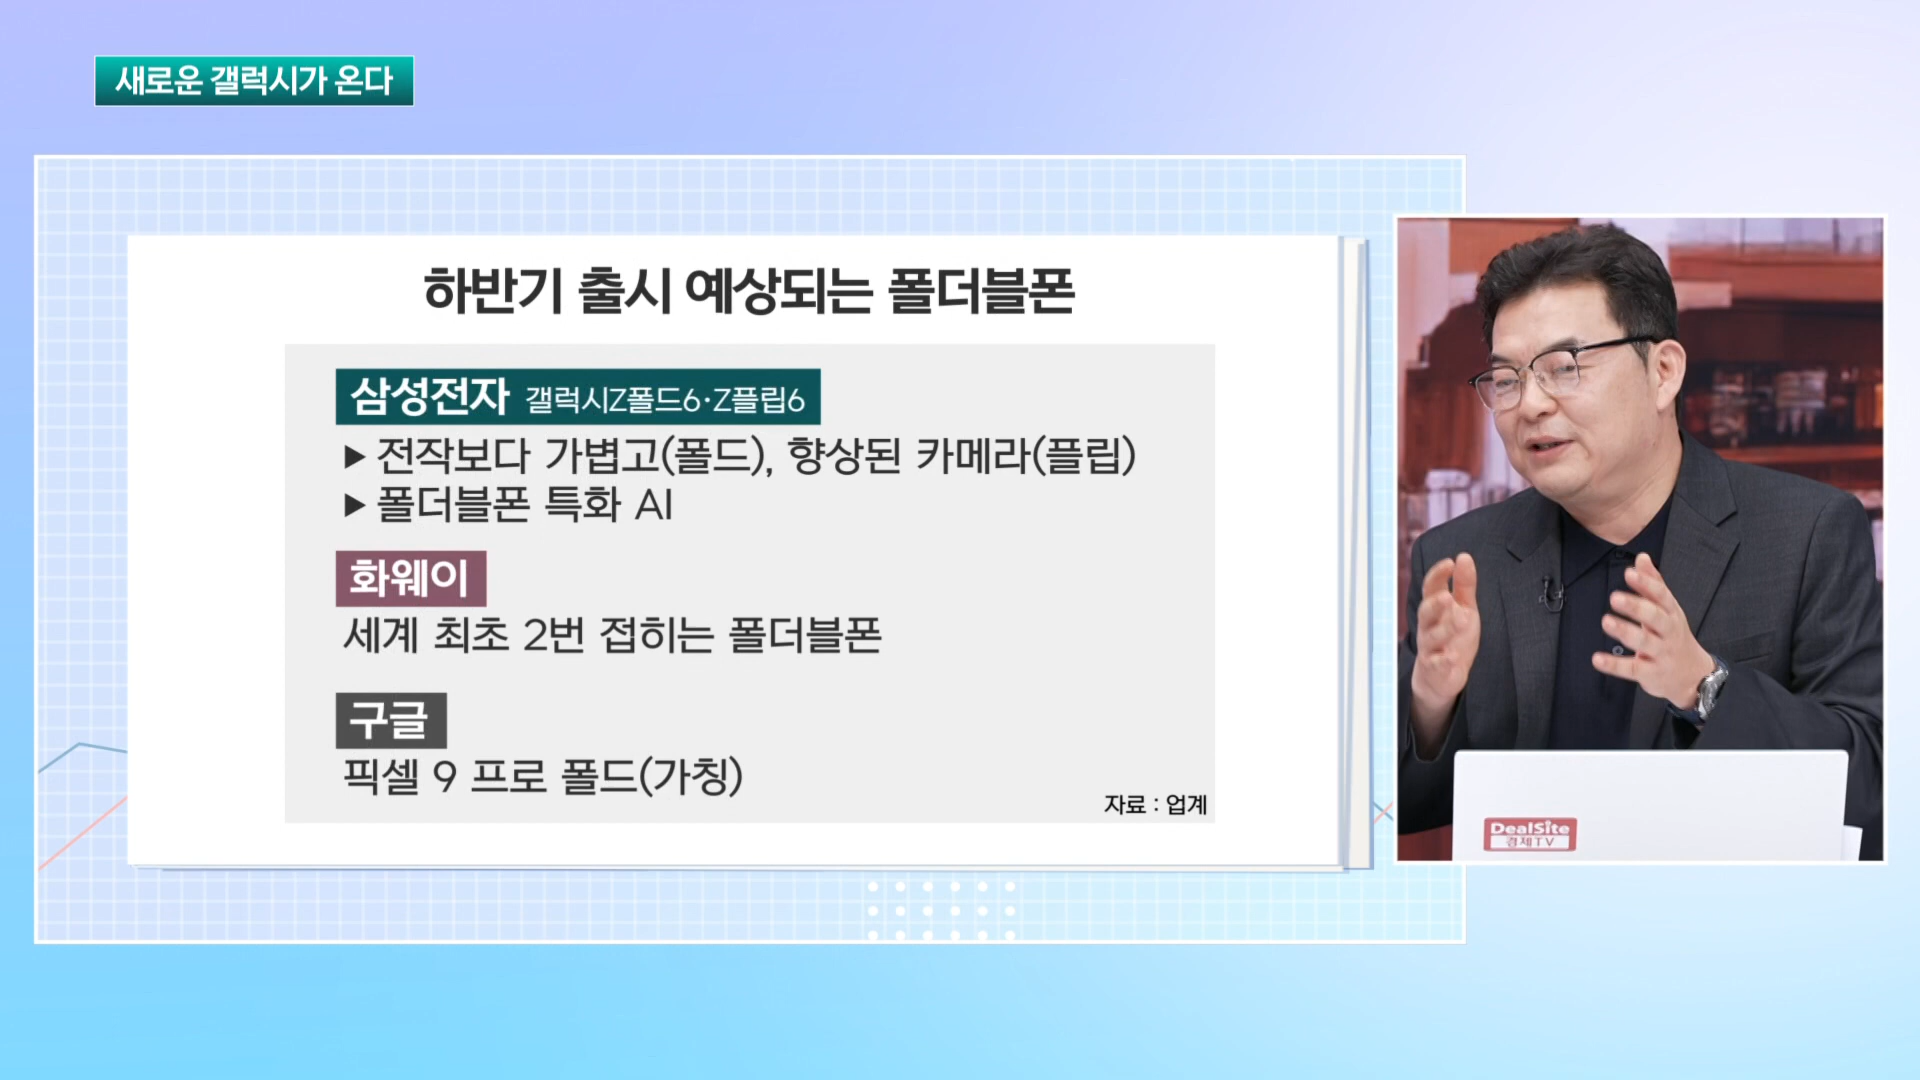 새로운 갤럭시가 온다
하반기 출시 예상되는 폴더블폰
삼성전자 갤럭시Z폴드6·Z플립6
▶ 전작보다 가볍고(폴드), 향상된 카메라(플립)
▶ 폴더블폰 특화 AI
화웨이
세계 최초 2번 접히는 폴더블폰
구글
픽셀 9 프로 폴드(가칭)
자료 : 업계
DealSite
경제TV